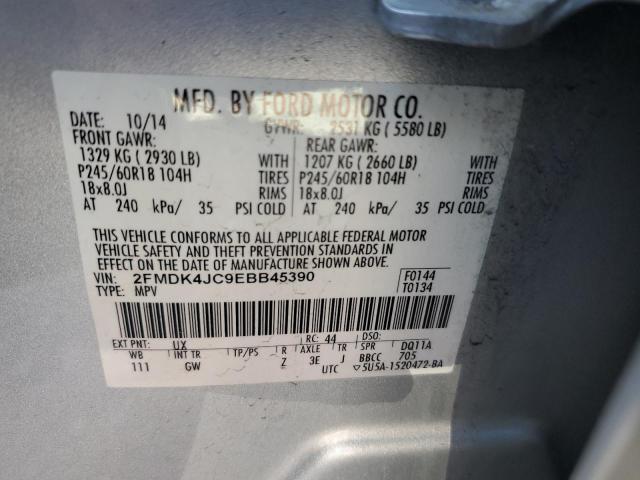 MFD. BY FORD MOTOR CO.
DATE: 10/14 GVWR: 2531 KG ( 5580 LB)
FRONT GAWR: REAR GAWR:
1329 KG ( 2930 LB) WITH 1207 KG ( 2660 LB) WITH
P245/60R18 104H TIRES P245/60R18 104H TIRES
18x8.0J RIMS 18x8.0J RIMS
AT 240 kPa/ 35 PSI COLD AT 240 kPa/ 35 PSI COLD
THIS VEHICLE CONFORMS TO ALL APPLICABLE FEDERAL MOTOR
VEHICLE SAFETY AND THEFT PREVENTION STANDARDS IN
EFFECT ON THE DATE OF MANUFACTURE SHOWN ABOVE.
VIN: 2FMDK4JC9EBB45390 F0144
TYPE: MPV T0134
EXT PNT: UX RC: 44 DSO:
WB INT TR TP/PS R AXLE TR SPR DQ11A
111 GW Z 3E J BBCC 705
UTC ▽5U5A-1520472-BA